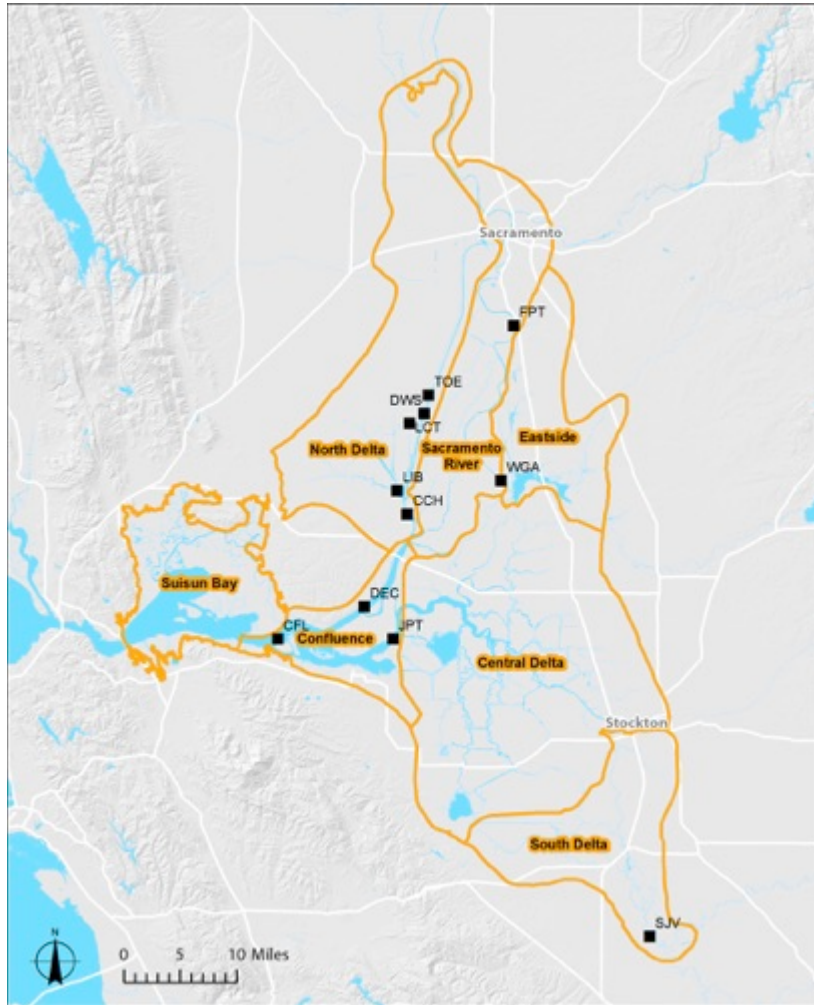 Sacramento
FPT
TOE
DWS
LCT
North Delta
Sacramento
River
Eastside
WGA
LIB
CCH
Suisun Bay
DEC
CFL
Confluence
JPT
Central Delta
Stockton
South Delta
SJV
N
0 5 10 Miles